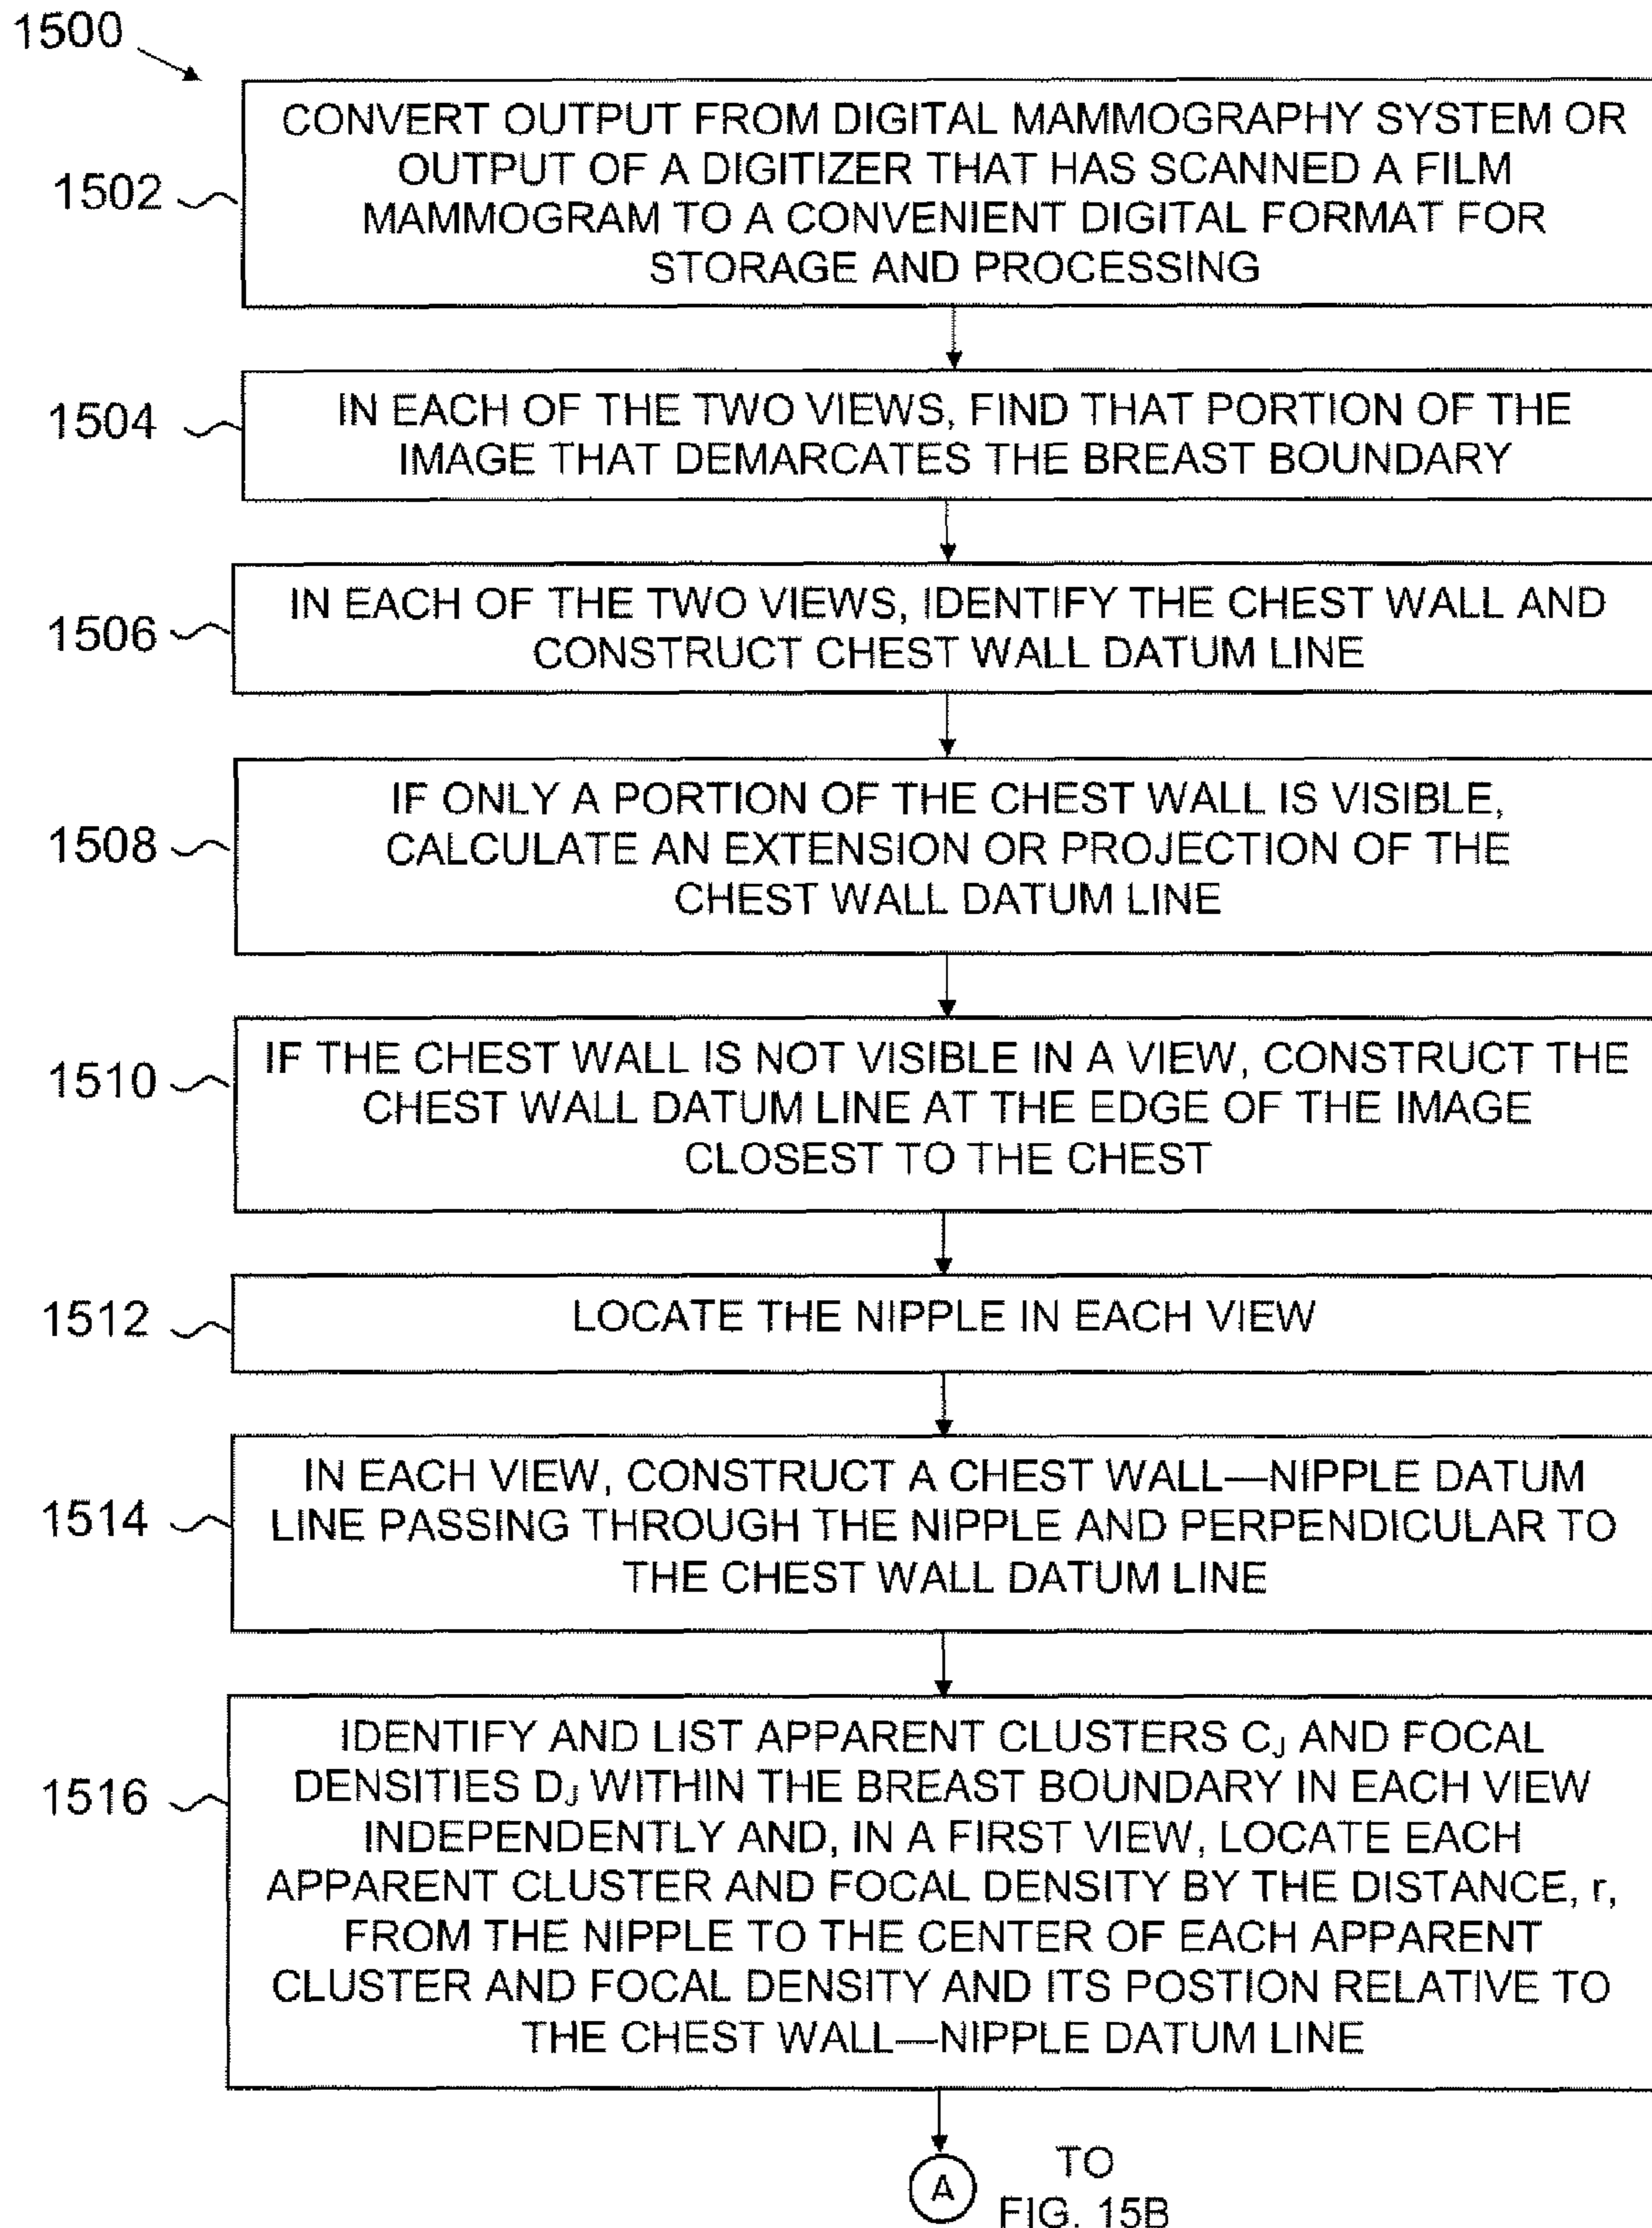 1500
1502
CONVERT OUTPUT FROM DIGITAL MAMMOGRAPHY SYSTEM OR
OUTPUT OF A DIGITIZER THAT HAS SCANNED A FILM
MAMMOGRAM TO A CONVENIENT DIGITAL FORMAT FOR
STORAGE AND PROCESSING
1504
IN EACH OF THE TWO VIEWS, FIND THAT PORTION OF THE
IMAGE THAT DEMARCATES THE BREAST BOUNDARY
1506
IN EACH OF THE TWO VIEWS, IDENTIFY THE CHEST WALL AND
CONSTRUCT CHEST WALL DATUM LINE
1508
IF ONLY A PORTION OF THE CHEST WALL IS VISIBLE,
CALCULATE AN EXTENSION OR PROJECTION OF THE
CHEST WALL DATUM LINE
1510
IF THE CHEST WALL IS NOT VISIBLE IN A VIEW, CONSTRUCT THE
CHEST WALL DATUM LINE AT THE EDGE OF THE IMAGE
CLOSEST TO THE CHEST
1512
LOCATE THE NIPPLE IN EACH VIEW
1514
IN EACH VIEW, CONSTRUCT A CHEST WALL—NIPPLE DATUM
LINE PASSING THROUGH THE NIPPLE AND PERPENDICULAR TO
THE CHEST WALL DATUM LINE
1516
IDENTIFY AND LIST APPARENT CLUSTERS CJ AND FOCAL
DENSITIES DJ WITHIN THE BREAST BOUNDARY IN EACH VIEW
INDEPENDENTLY AND, IN A FIRST VIEW, LOCATE EACH
APPARENT CLUSTER AND FOCAL DENSITY BY THE DISTANCE, r,
FROM THE NIPPLE TO THE CENTER OF EACH APPARENT
CLUSTER AND FOCAL DENSITY AND ITS POSTION RELATIVE TO
THE CHEST WALL—NIPPLE DATUM LINE
A
TO
FIG. 15B